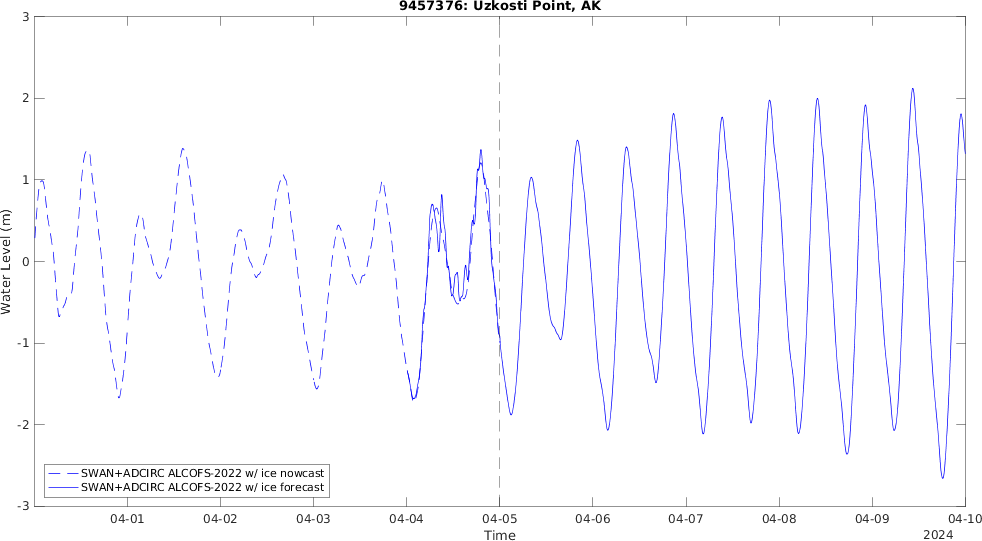 9457376: Uzkosti Point, AK
3
2
1
0
-1
-2
-3
Water Level (m)
SWAN+ADCIRC ALCOFS-2022 w/ ice nowcast
SWAN+ADCIRC ALCOFS-2022 w/ ice forecast
04-01 04-02 04-03 04-04 04-05 04-06 04-07 04-08 04-09 04-10
Time
2024